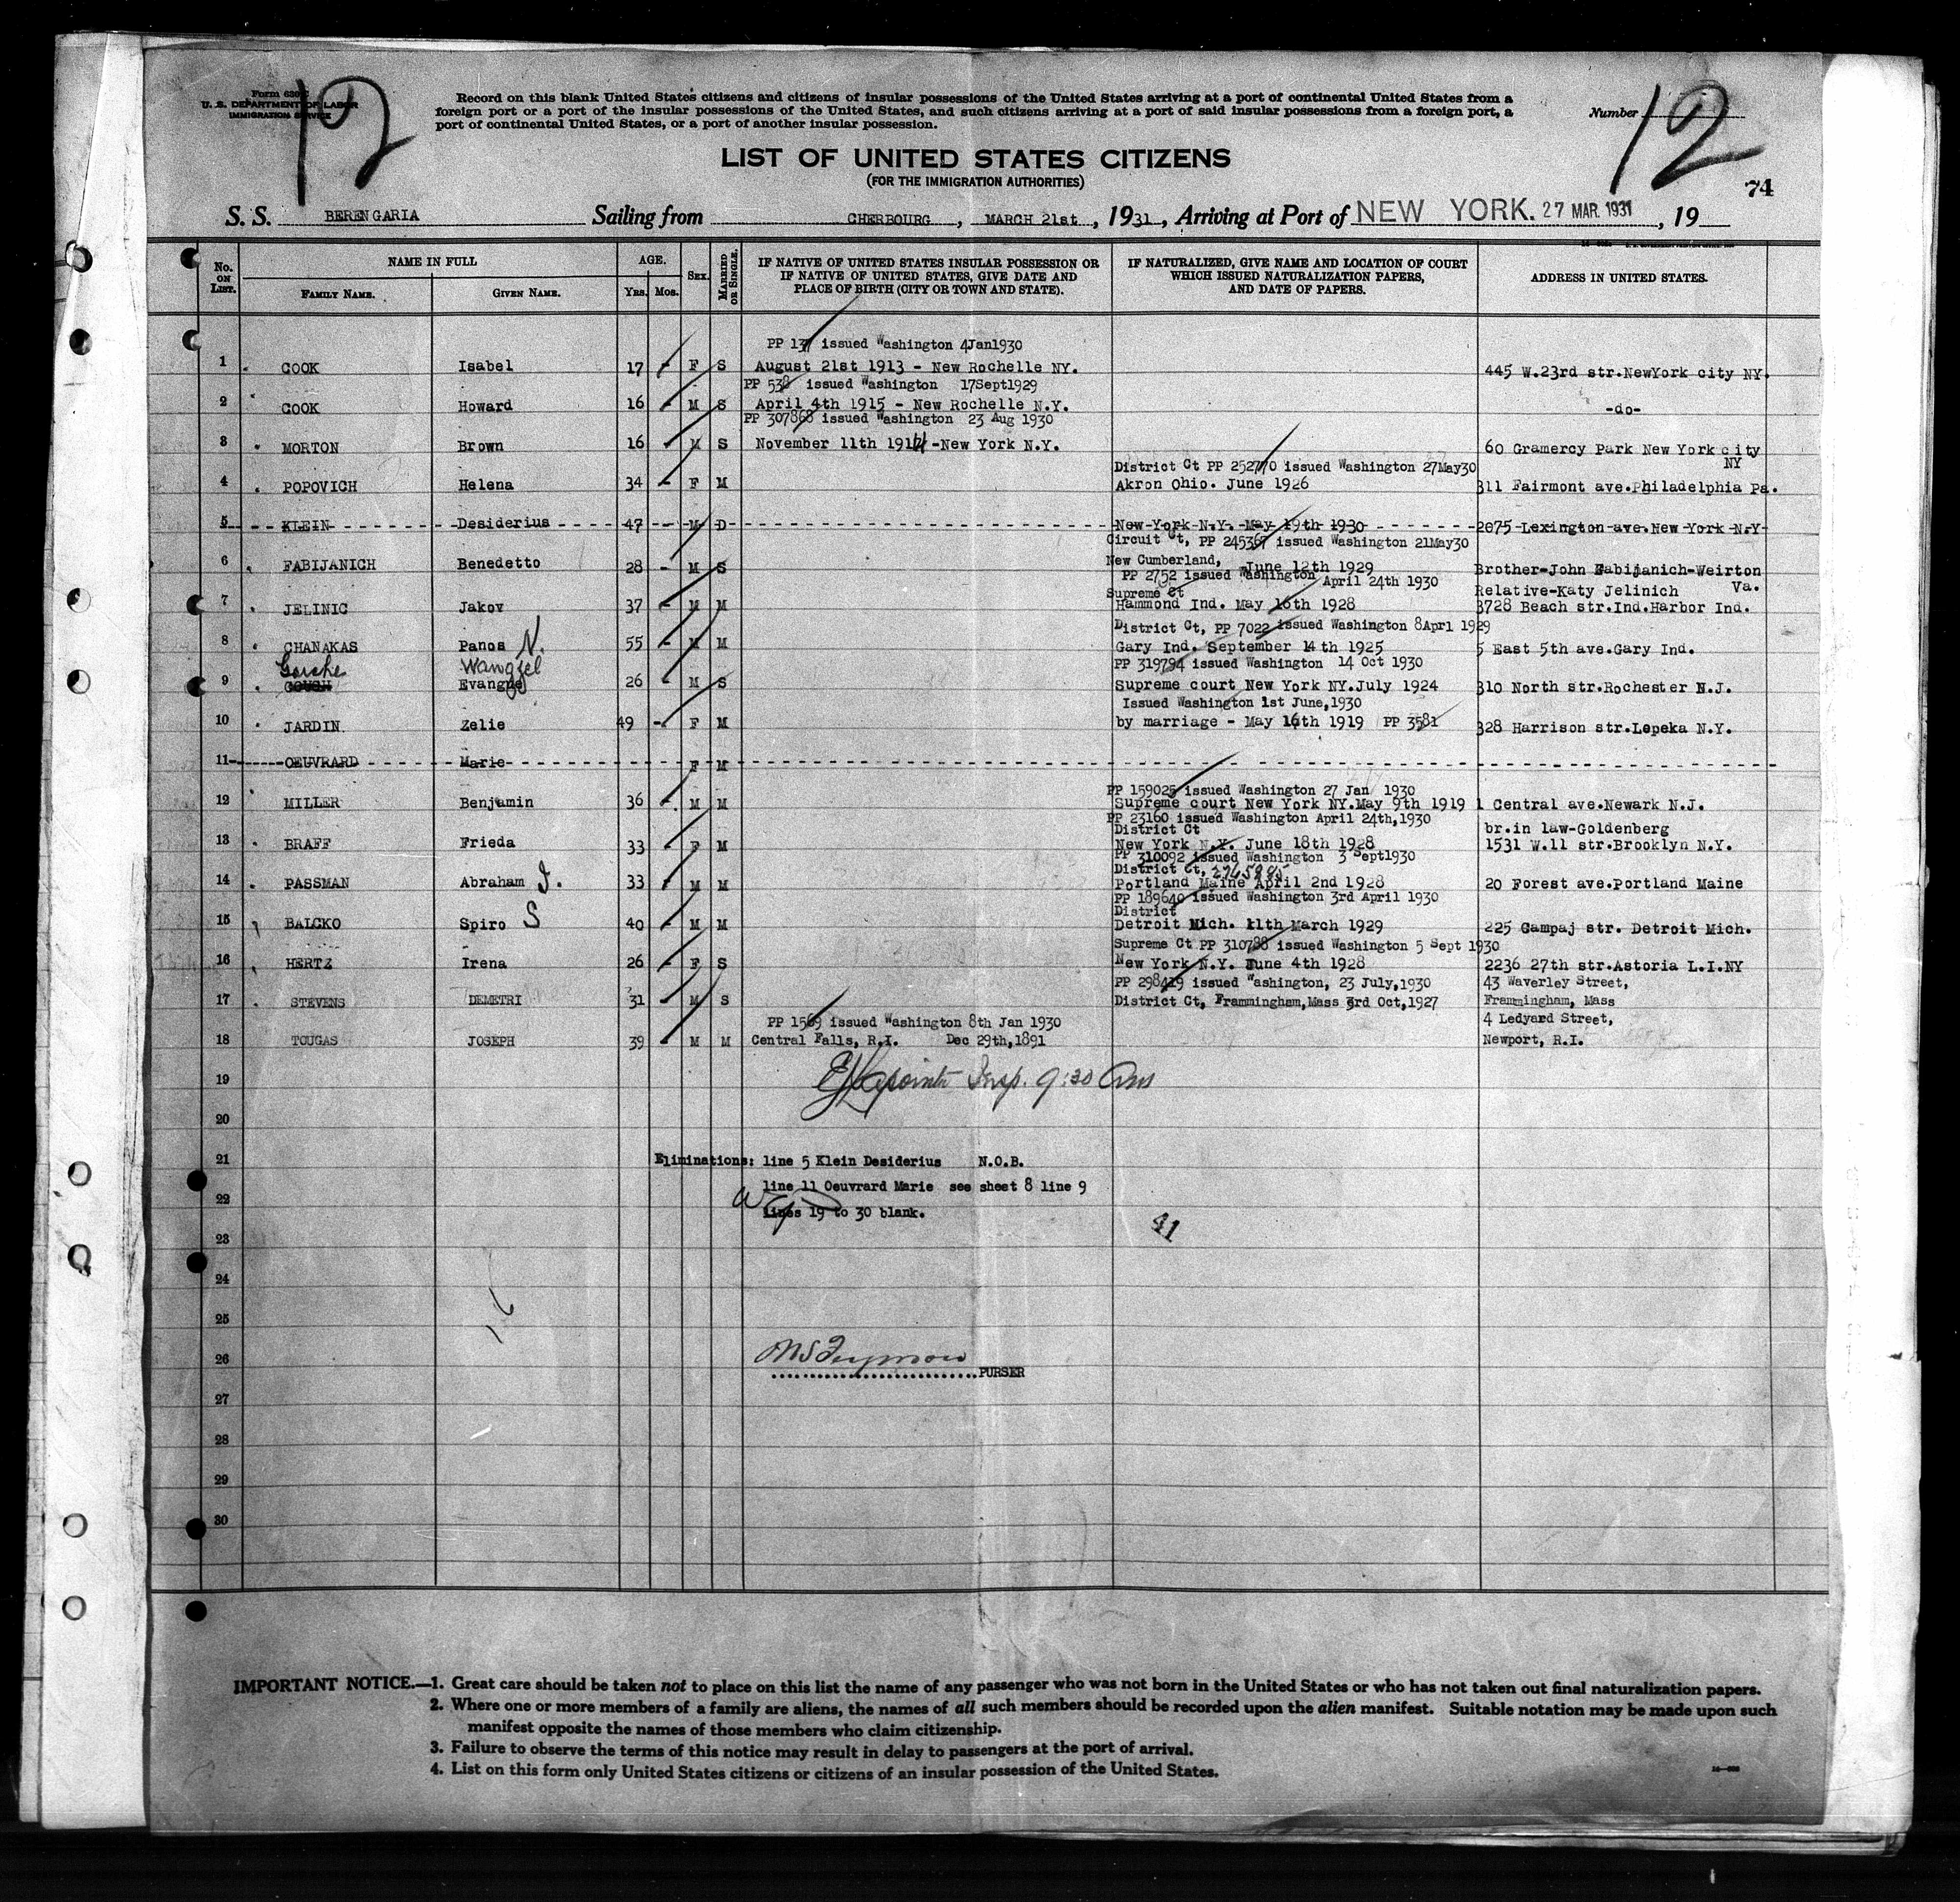 12
Form 630
U. S. DEPARTMENT OF LABOR
IMMIGRATION SERVICE
Record on this blank United States citizens and citizens of insular possessions of the United States arriving at a port of continental United States from a
foreign port or a port of the insular possessions of the United States, and such citizens arriving at a port of said insular possessions from a foreign port, a
port of continental United States, or a port of another insular possession.
Number 12
LIST OF UNITED STATES CITIZENS
(FOR THE IMMIGRATION AUTHORITIES)
74
S. S. BERENGARIA Sailing from CHERBOURG, MARCH 21st, 1931, Arriving at Port of NEW YORK. 27 MAR. 1931, 19
No. ON LIST. NAME IN FULL FAMILY NAME. GIVEN NAME. AGE. YRS. MOS. SEX. MARRIED OR SINGLE. IF NATIVE OF UNITED STATES INSULAR POSSESSION OR IF NATIVE OF UNITED STATES, GIVE DATE AND PLACE OF BIRTH (CITY OR TOWN AND STATE). IF NATURALIZED, GIVE NAME AND LOCATION OF COURT WHICH ISSUED NATURALIZATION PAPERS, AND DATE OF PAPERS. ADDRESS IN UNITED STATES.
PP 137 issued Washington 4Jan1930
1 COOK Isabel 17 - F S August 21st 1913 - New Rochelle NY. 445 W.23rd str.NewYork city NY.
PP 538 issued Washington 17Sept1929
2 COOK Howard 16 - M S April 4th 1915 - New Rochelle N.Y. -do-
PP 307868 issued Washington 23 Aug 1930
3 MORTON Brown 16 - M S November 11th 1914 -New York N.Y. 60 Gramercy Park New York city NY
District Ct PP 252770 issued Washington 27May30
4 POPOVICH Helena 34 - F M Akron Ohio. June 1926 311 Fairmont ave.Philadelphia Pa.
5 KLEIN Desiderius 47 - M D New York N.Y. May 19th 1930 2075 Lexington ave.New York N.Y
Circuit Ct, PP 245367 issued Washington 21May30
6 FABIJANICH Benedetto 28 - M S New Cumberland, June 12th 1929 Brother-John Fabijanich-Weirton Va.
PP 2752 issued Washington April 24th 1930
Supreme Ct Relative-Katy Jelinich
7 JELINIC Jakov 37 - M M Hammond Ind. May 16th 1928 3728 Beach str.Ind.Harbor Ind.
District Ct, PP 7022 issued Washington 8Aprl 1929
8 CHANAKAS Panos N. 55 - M M Gary Ind. September 14th 1925 5 East 5th ave.Gary Ind.
Wangjel PP 319794 issued Washington 14 Oct 1930
9 Evangej 26 - M S Supreme court New York NY.July 1924 310 North str.Rochester N.J.
Issued Washington 1st June,1930
10 JARDIN Zelie 49 - F M by marriage - May 16th 1919 PP 3581 328 Harrison str.Lopeka N.Y.
11 OEUVRARD Marie F M
PP 159025 issued Washington 27 Jan 1930
12 MILLER Benjamin 36 - M M Supreme court New York NY.May 9th 1919 1 Central ave.Newark N.J.
PP 23160 issued Washington April 24th,1930
District Ct br.in law-Goldenberg
13 BRAFF Frieda 33 - F M New York N.Y. June 18th 1928 1531 W.11 str.Brooklyn N.Y.
PP 310092 issued Washington 3 Sept1930
District Ct,
14 PASSMAN Abraham J. 33 - M M Portland Maine April 2nd 1928 20 Forest ave.Portland Maine
PP 189640 issued Washington 3rd April 1930
District
15 BALCKO Spiro S 40 - M M Detroit Mich. 11th March 1929 225 Campaj str. Detroit Mich.
Supreme Ct PP 310788 issued Washington 5 Sept 1930
16 HERTZ Irena 26 - F S New York N.Y. June 4th 1928 2236 27th str.Astoria L.I.NY
PP 298419 issued Washington, 23 July,1930 43 Waverley Street,
17 STEVENS DEMETRI 31 - M S District Ct, Frammingham,Mass 3rd Oct,1927 Frammingham, Mass
PP 1569 issued Washington 8th Jan 1930 4 Ledyard Street,
18 TOUGAS JOSEPH 39 - M M Central Falls, R.I. Dec 29th,1891 Newport, R.I.
19 Insp. 9:30 Am
20
21 Eliminations: line 5 Klein Desiderius N.O.B.
line 11 Oeuvrard Marie see sheet 8 line 9
22
lines 19 to 30 blank.
41
23
24
25
16
26
PURSER
27
28
29
30
IMPORTANT NOTICE.—1. Great care should be taken not to place on this list the name of any passenger who was not born in the United States or who has not taken out final naturalization papers.
2. Where one or more members of a family are aliens, the names of all such members should be recorded upon the alien manifest. Suitable notation may be made upon such
manifest opposite the names of those members who claim citizenship.
3. Failure to observe the terms of this notice may result in delay to passengers at the port of arrival.
4. List on this form only United States citizens or citizens of an insular possession of the United States.